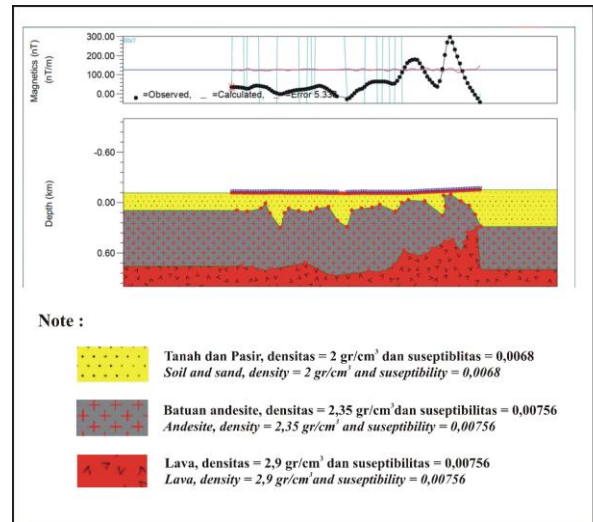 300.00
200.00
100.00
0.00
Magnetics (nT)
(nT/m)
=Observed, =Calculated, =Error 5.33
-0.60
0.00
0.60
Depth (km)
Note :
Tanah dan Pasir, densitas = 2 gr/cm³ dan suseptiblitas = 0,0068
Soil and sand, density = 2 gr/cm³ and suseptibility = 0,0068
Batuan andesite, densitas = 2,35 gr/cm³dan suseptibilitas = 0,00756
Andesite, density = 2,35 gr/cm³ and suseptibility = 0,00756
Lava, densitas = 2,9 gr/cm³ dan suseptibilitas = 0,00756
Lava, density = 2,9 gr/cm³and suseptibility = 0,00756